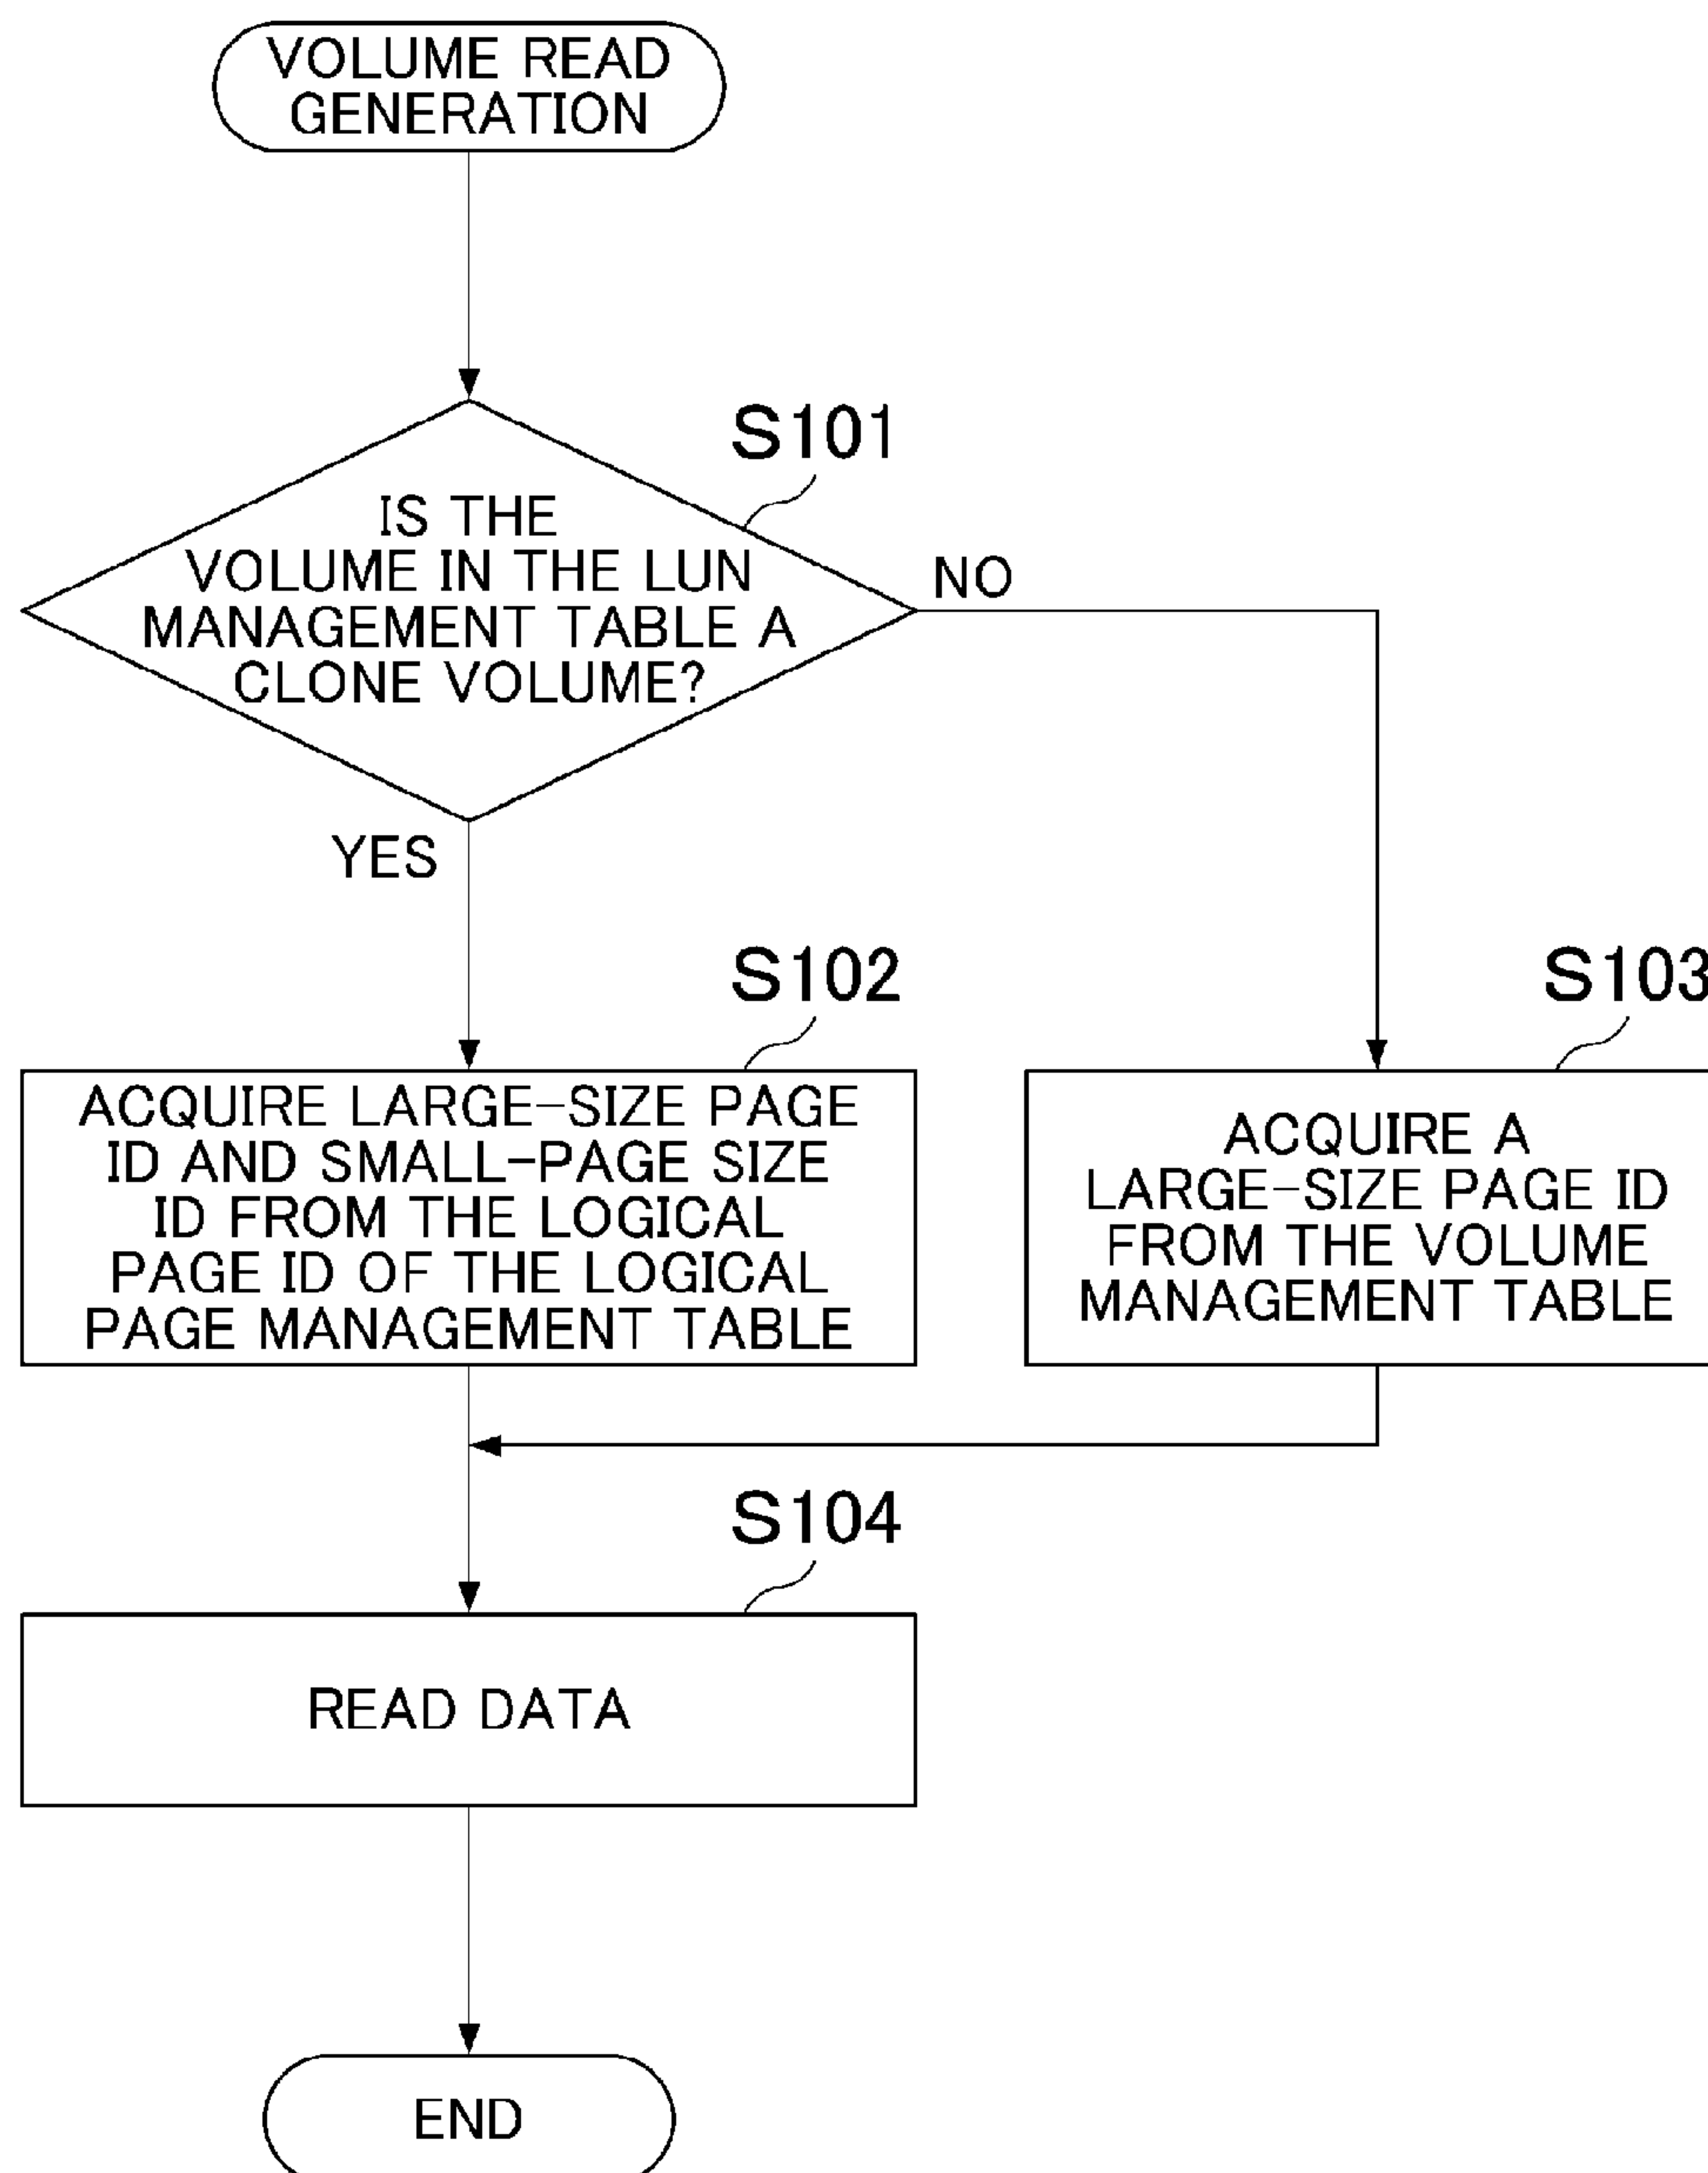 VOLUME READ
GENERATION
S101
IS THE
VOLUME IN THE LUN
MANAGEMENT TABLE A
CLONE VOLUME?
NO
YES
S102
ACQUIRE LARGE-SIZE PAGE
ID AND SMALL-PAGE SIZE
ID FROM THE LOGICAL
PAGE ID OF THE LOGICAL
PAGE MANAGEMENT TABLE
S103
ACQUIRE A
LARGE-SIZE PAGE ID
FROM THE VOLUME
MANAGEMENT TABLE
S104
READ DATA
END